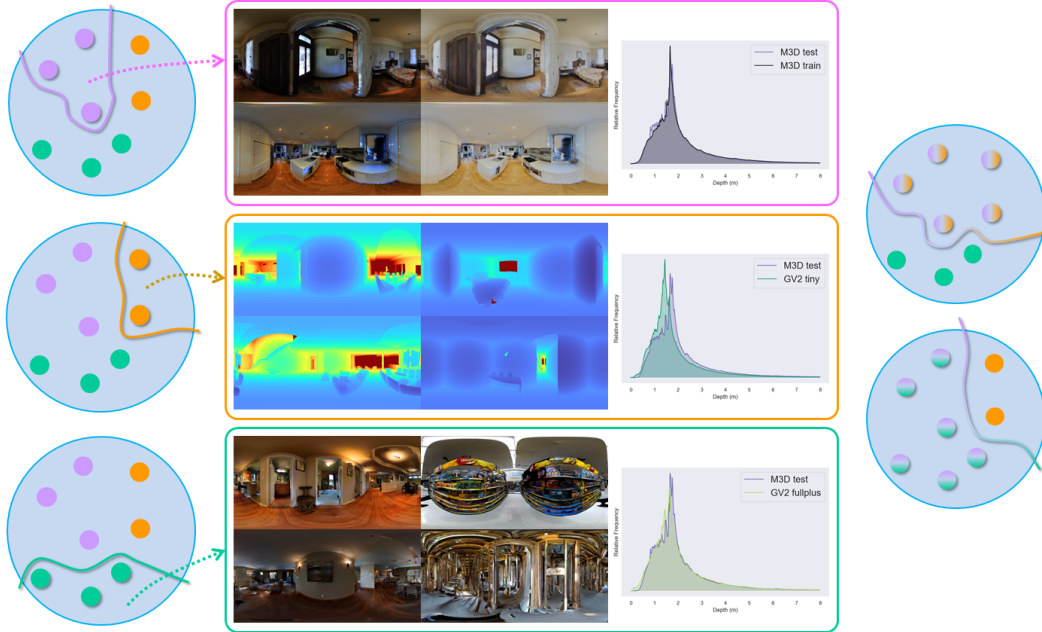 M3D test
M3D train
Relative Frequency
0 1 2 3 4 5 6 7 8
Depth (m)
M3D test
GV2 tiny
Relative Frequency
0 1 2 3 4 5 6 7 8
Depth (m)
M3D test
GV2 fullplus
Relative Frequency
0 1 2 3 4 5 6 7 8
Depth (m)